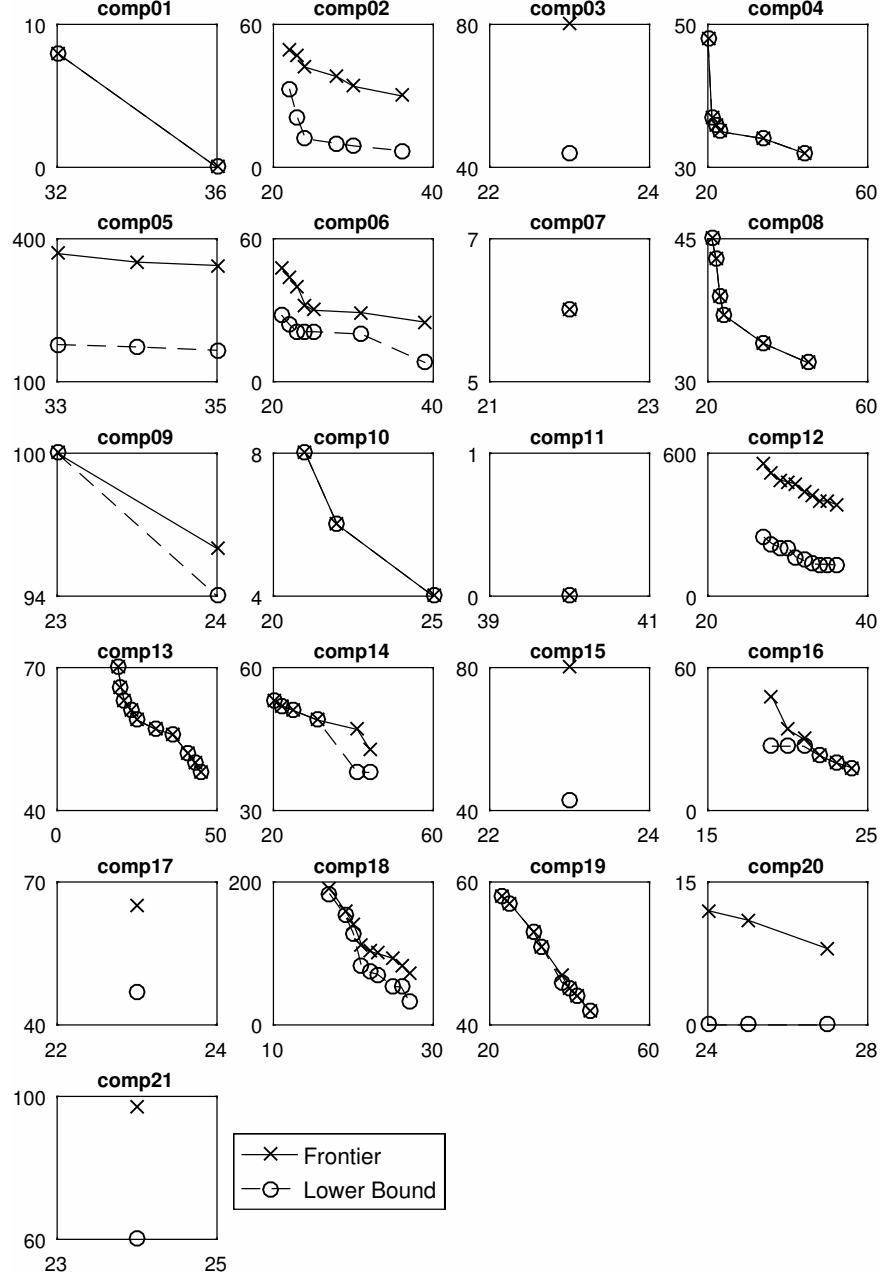 comp01 comp02 comp03 comp04
10 60 80 50
0 0 40 30
32 36 20 40 22 24 20 60
comp05 comp06 comp07 comp08
400 60 7 45
100 0 5 30
33 35 20 40 21 23 20 60
comp09 comp10 comp11 comp12
100 8 1 600
94 4 0 0
23 24 20 25 39 41 20 40
comp13 comp14 comp15 comp16
70 60 80 60
40 30 40 0
0 50 20 60 22 24 15 25
comp17 comp18 comp19 comp20
70 200 60 15
40 0 40 0
22 24 10 30 20 60 24 28
comp21
100
60
23 25
Frontier
Lower Bound